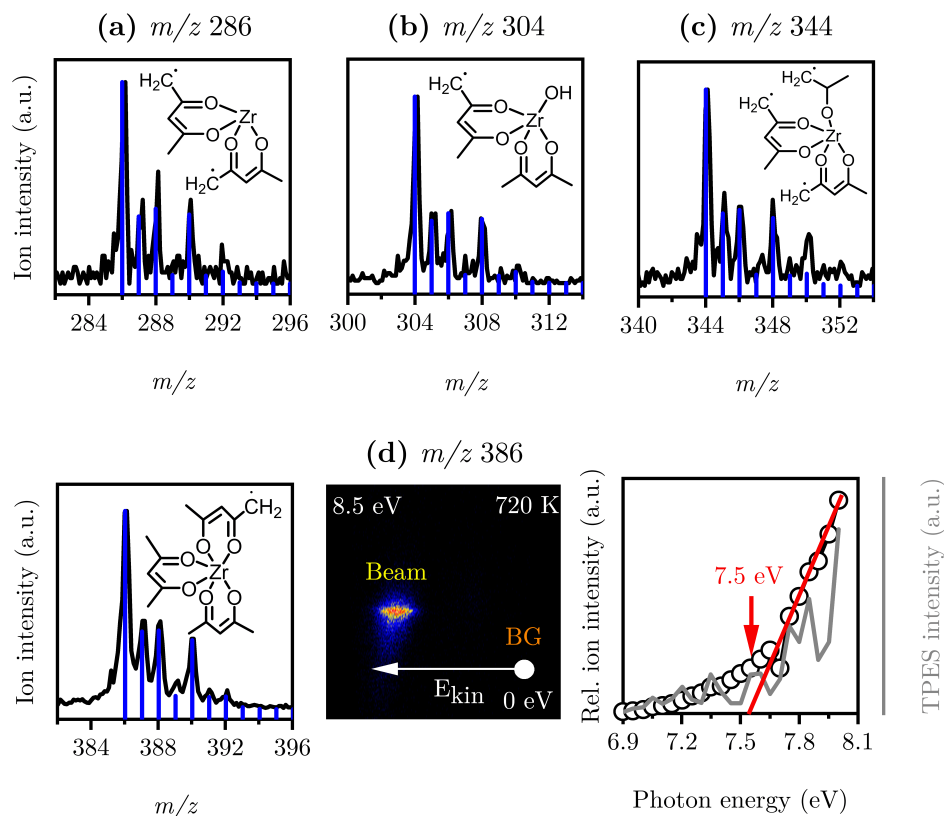 (a) m/z 286
(b) m/z 304
(c) m/z 344
Ion intensity (a.u.)
H2C·
O
O
Zr
O
O
H2C·
284 288 292 296
m/z
H2C·
O
OH
Zr
O
O
O
300 304 308 312
m/z
H2C·
O
H2C·
O
Zr
O
O
O
H2C·
340 344 348 352
m/z
(d) m/z 386
Ion intensity (a.u.)
·CH2
O
O
O
Zr
O
O
O
384 388 392 396
m/z
8.5 eV 720 K
Beam
BG
Ekin 0 eV
Rel. ion intensity (a.u.)
7.5 eV
6.9 7.2 7.5 7.8 8.1
Photon energy (eV)
TPES intensity (a.u.)